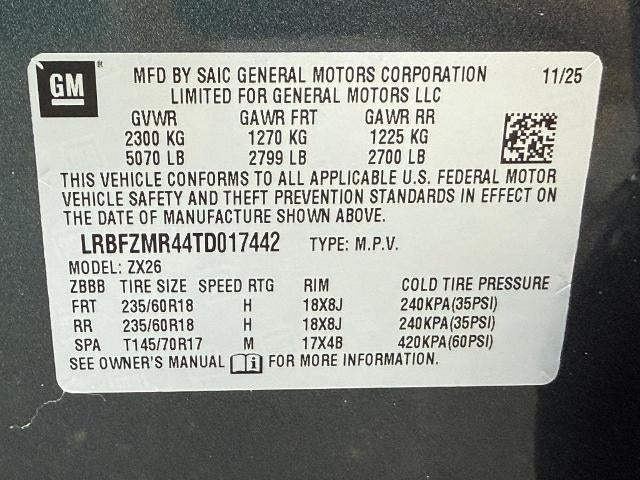 GM ®
MFD BY SAIC GENERAL MOTORS CORPORATION 11/25
LIMITED FOR GENERAL MOTORS LLC
GVWR GAWR FRT GAWR RR
2300 KG 1270 KG 1225 KG
5070 LB 2799 LB 2700 LB
THIS VEHICLE CONFORMS TO ALL APPLICABLE U.S. FEDERAL MOTOR
VEHICLE SAFETY AND THEFT PREVENTION STANDARDS IN EFFECT ON
THE DATE OF MANUFACTURE SHOWN ABOVE.
LRBFZMR44TD017442 TYPE: M.P.V.
MODEL: ZX26
ZBBB TIRE SIZE SPEED RTG RIM COLD TIRE PRESSURE
FRT 235/60R18 H 18X8J 240KPA(35PSI)
RR 235/60R18 H 18X8J 240KPA(35PSI)
SPA T145/70R17 M 17X4B 420KPA(60PSI)
SEE OWNER'S MANUAL FOR MORE INFORMATION.